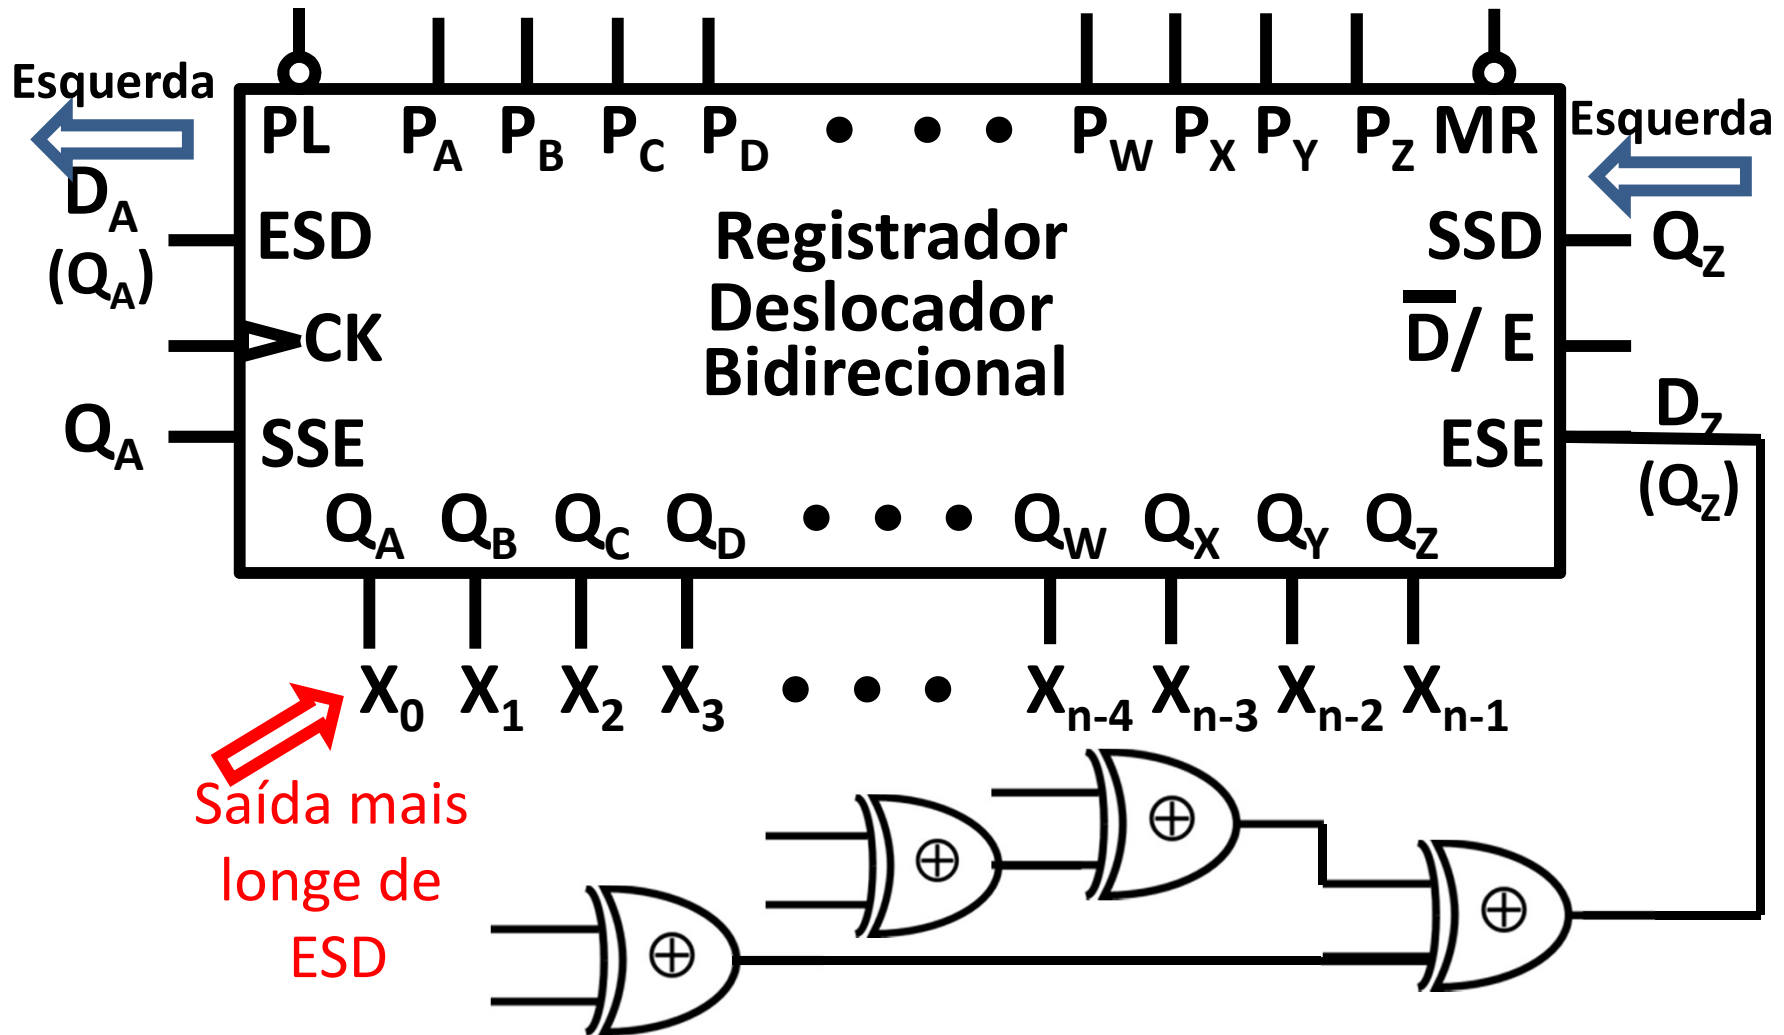 Esquerda
PL P_A P_B P_C P_D • • • P_W P_X P_Y P_Z MR
Esquerda
D_A
(Q_A)
ESD
Registrador
Deslocador
Bidirecional
SSD Q_Z
CK
D̅/ E
Q_A SSE
ESE D_Z
(Q_Z)
Q_A Q_B Q_C Q_D • • • Q_W Q_X Q_Y Q_Z
X_0 X_1 X_2 X_3 • • • X_n-4 X_n-3 X_n-2 X_n-1
Saída mais
longe de
ESD